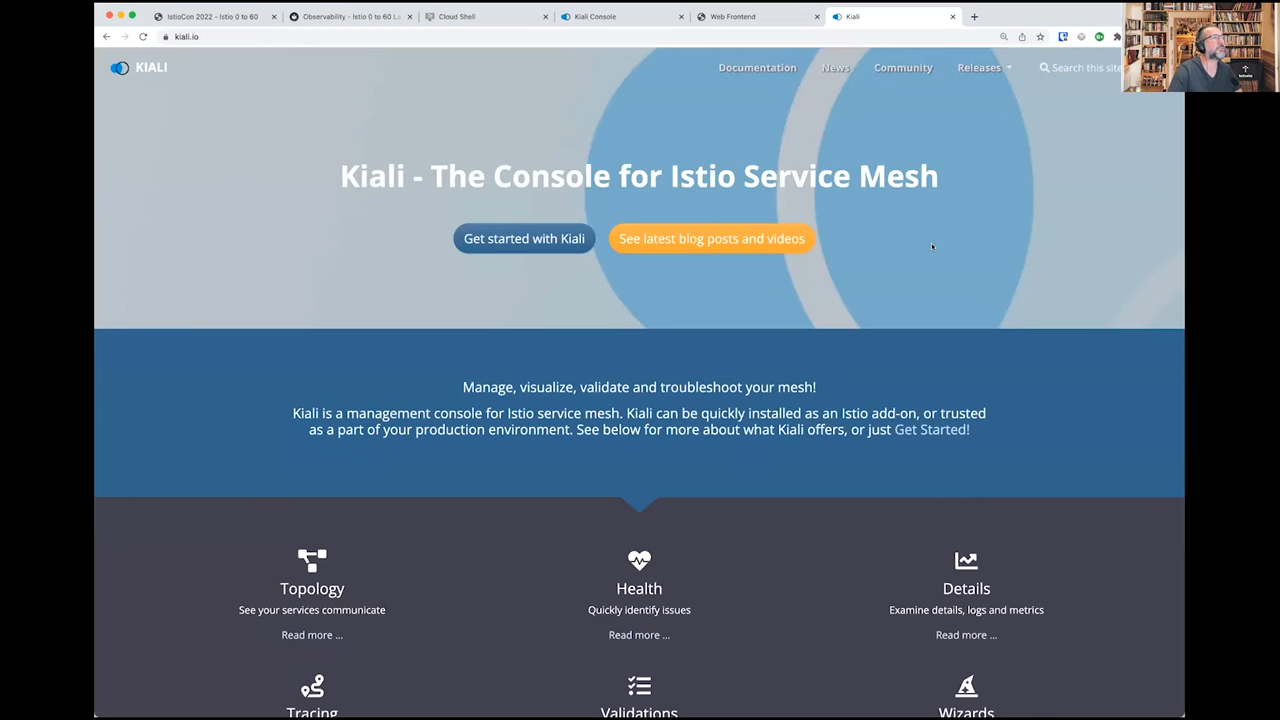 IstioCon 2022 - Istio 0 to 60
Observability - Istio 0 to 60 La
Cloud Shell
Kiali Console
Web Frontend
Kiali
kiali.io
KIALI
Documentation
News
Community
Releases
Search this site
Kiali - The Console for Istio Service Mesh
Get started with Kiali
See latest blog posts and videos
Manage, visualize, validate and troubleshoot your mesh!
Kiali is a management console for Istio service mesh. Kiali can be quickly installed as an Istio add-on, or trusted
as a part of your production environment. See below for more about what Kiali offers, or just Get Started!
Topology
See your services communicate
Read more ...
Health
Quickly identify issues
Read more ...
Details
Examine details, logs and metrics
Read more ...
Tracing
Validations
Wizards